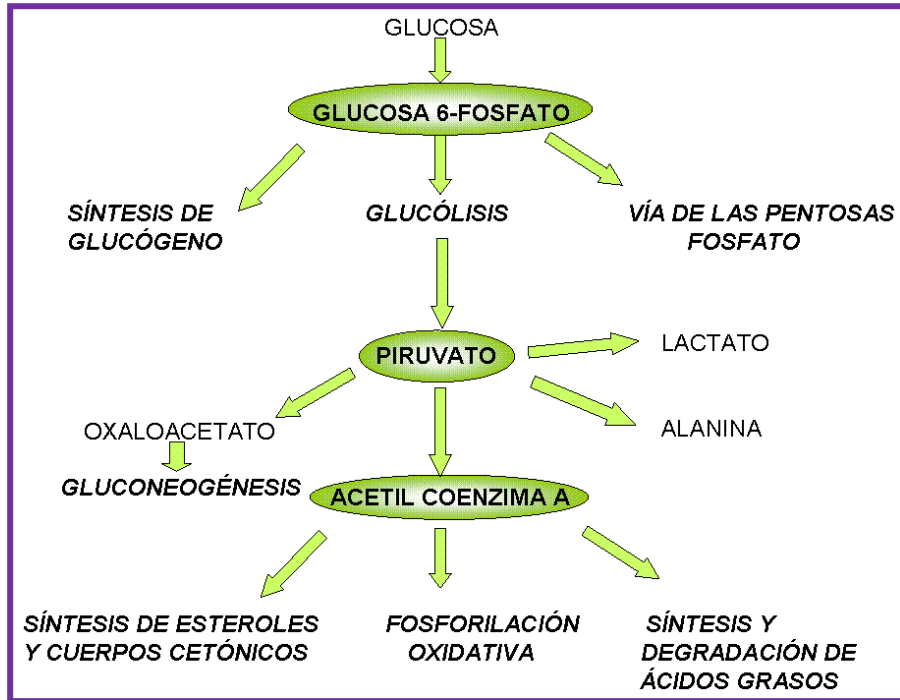 GLUCOSA
GLUCOSA 6-FOSFATO
SÍNTESIS DE
GLUCÓGENO
GLUCÓLISIS
VÍA DE LAS PENTOSAS
FOSFATO
PIRUVATO
LACTATO
OXALOACETATO
ALANINA
GLUCONEOGÉNESIS
ACETIL COENZIMA A
SÍNTESIS DE ESTEROLES
Y CUERPOS CETÓNICOS
FOSFORILACIÓN
OXIDATIVA
SÍNTESIS Y
DEGRADACIÓN DE
ÁCIDOS GRASOS